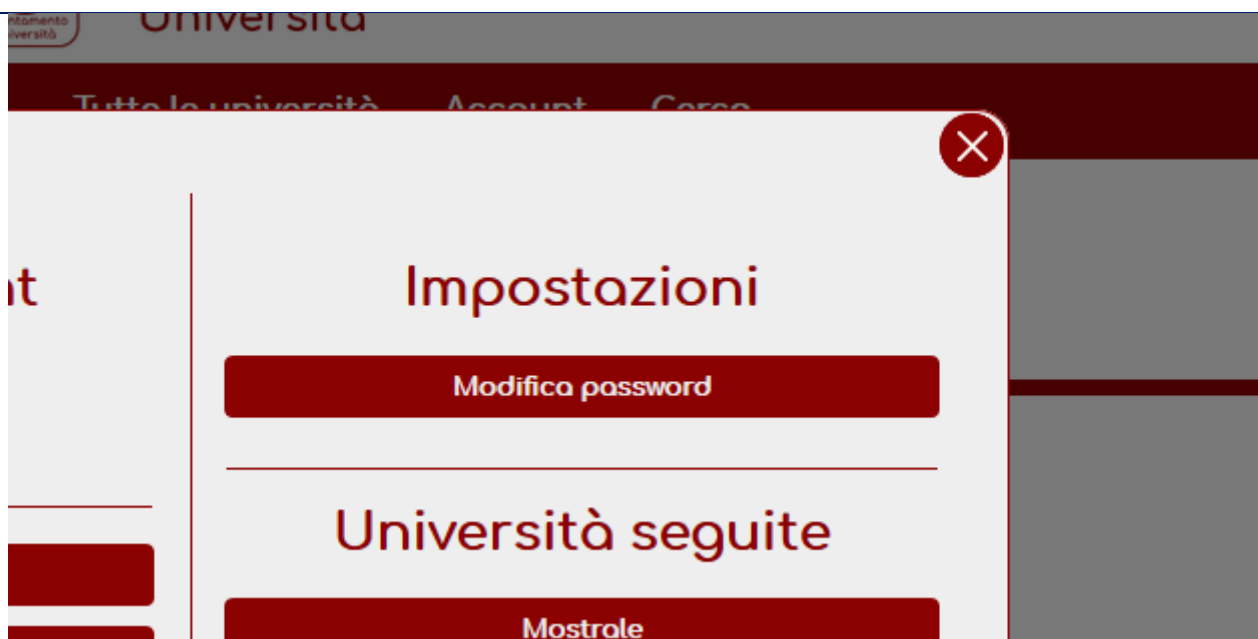 Università
Tutte le università Account Cerca
Impostazioni
Modifica password
Università seguite
Mostrale